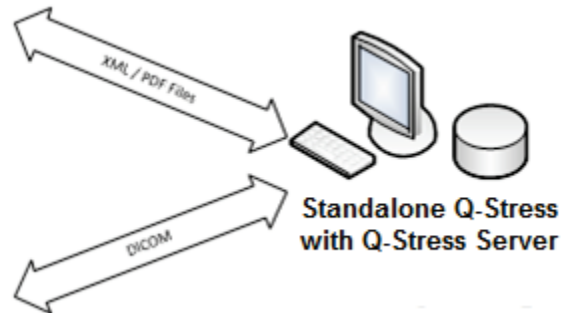 XML / PDF Files
DICOM
Standalone Q-Stress
with Q-Stress Server